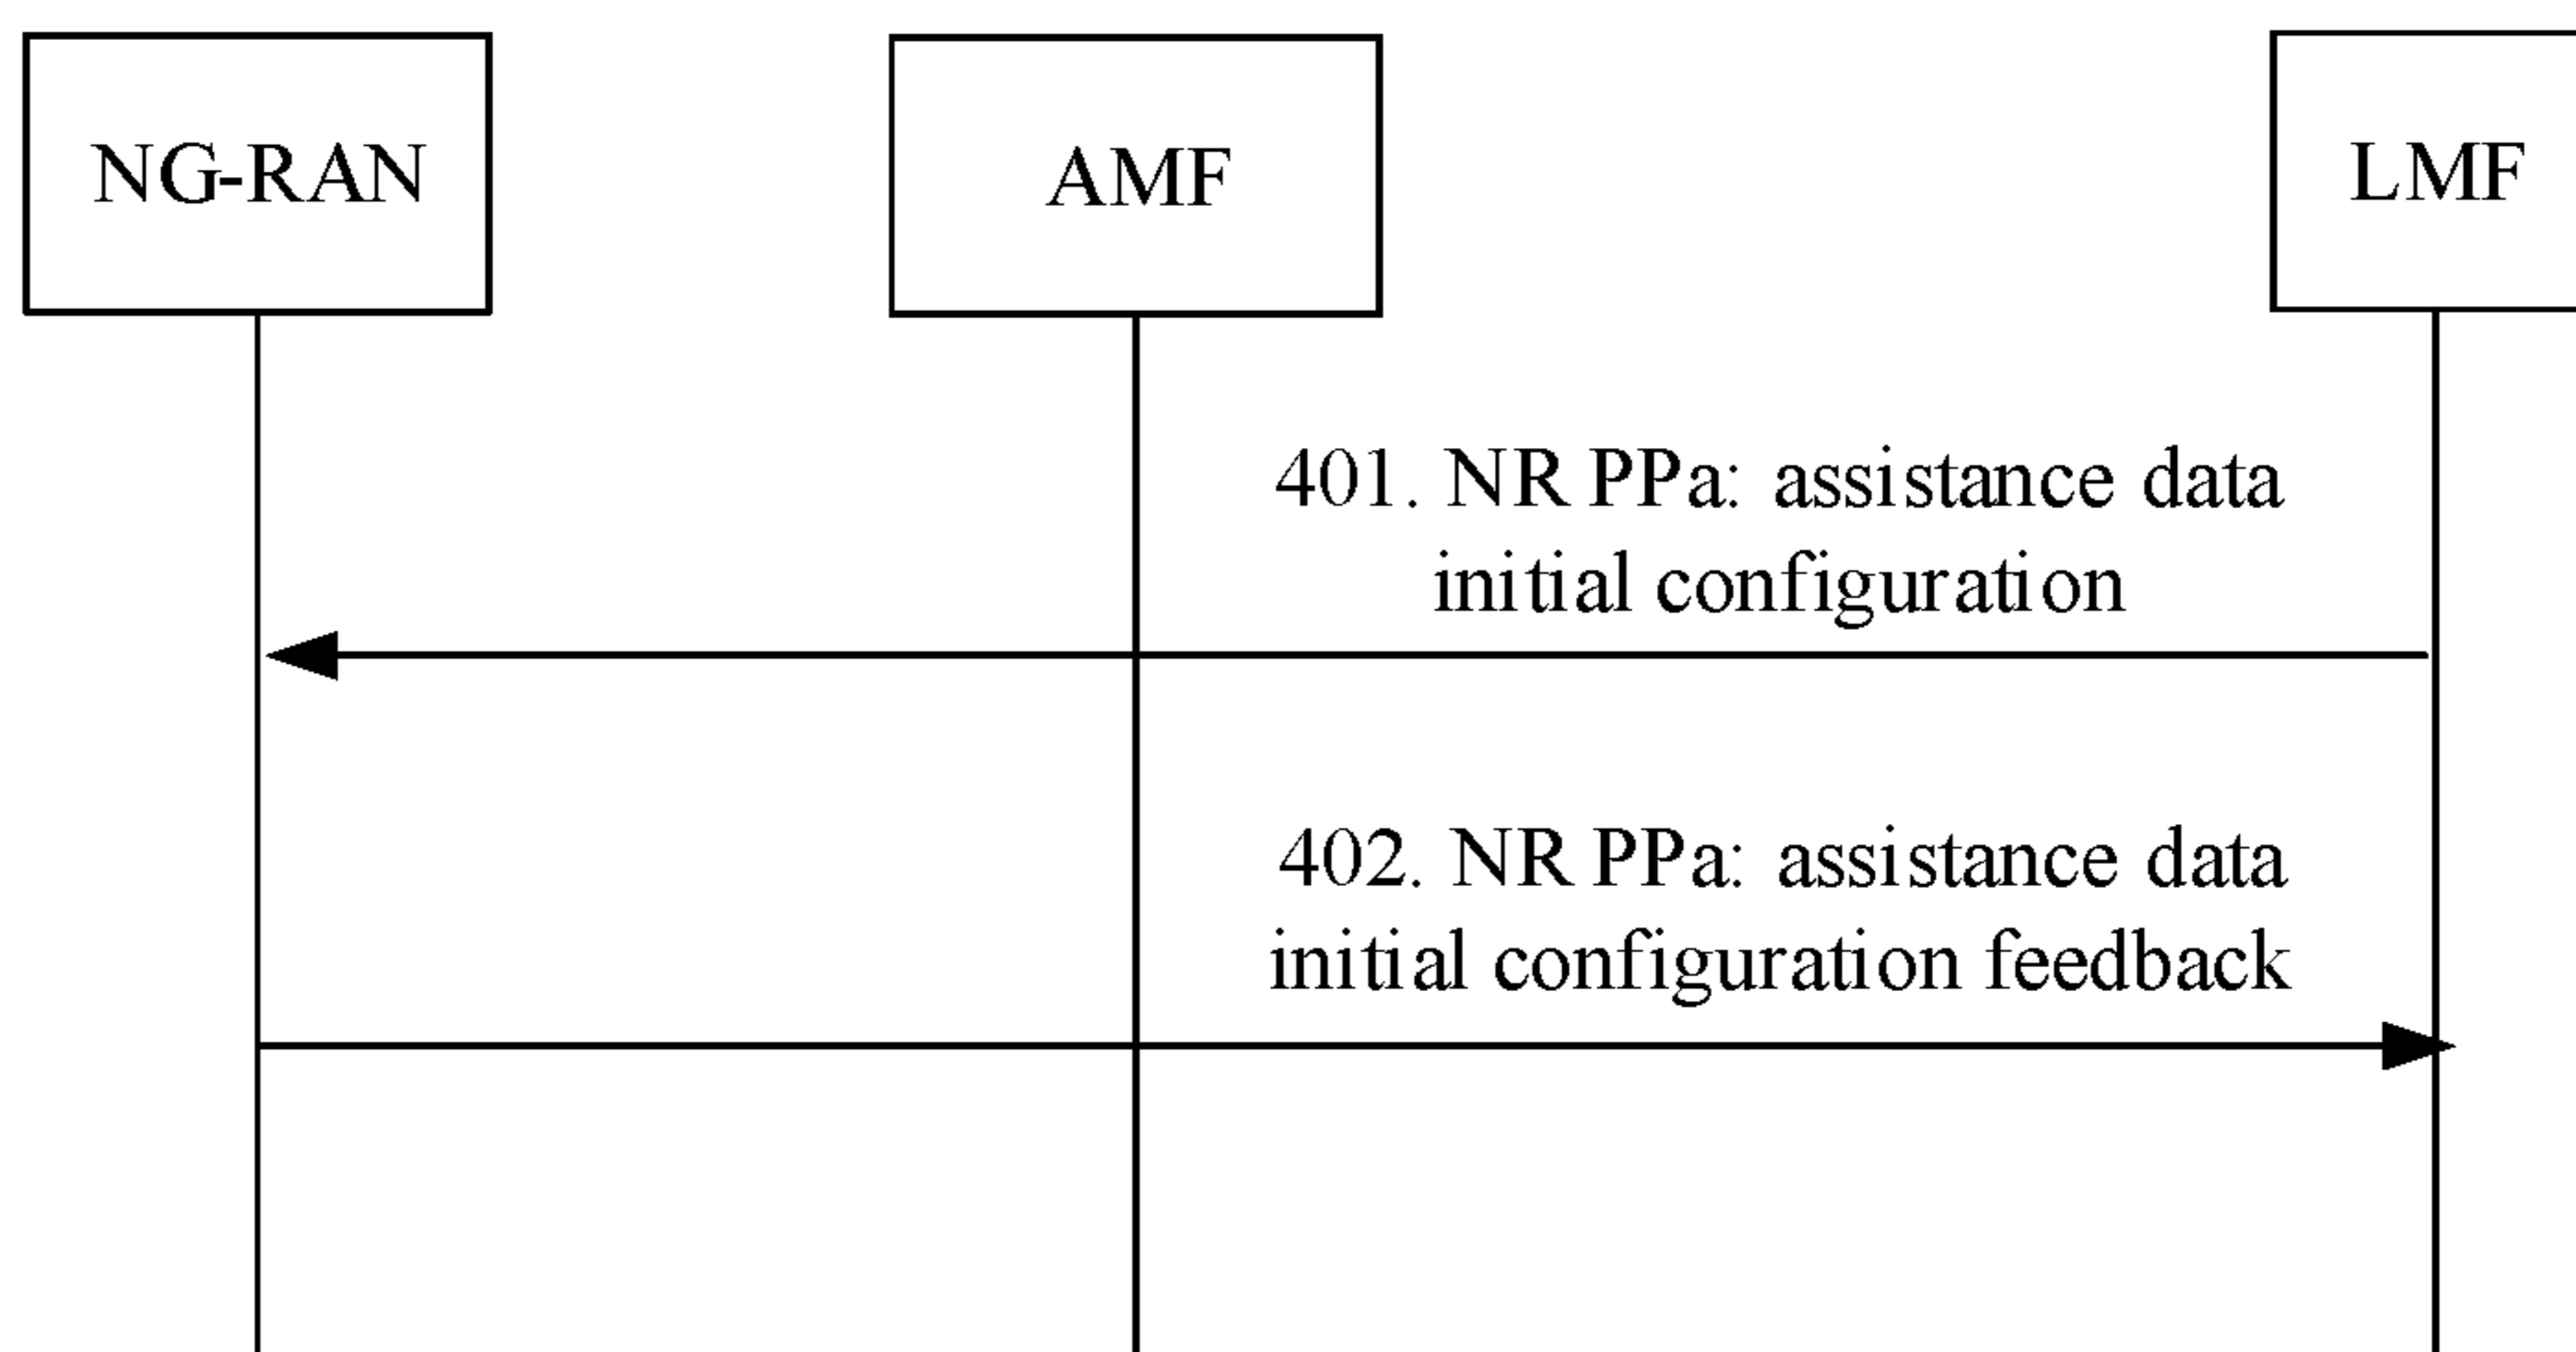 NG-RAN
AMF
LMF
401. NR PPa: assistance data
initial configuration
402. NR PPa: assistance data
initial configuration feedback